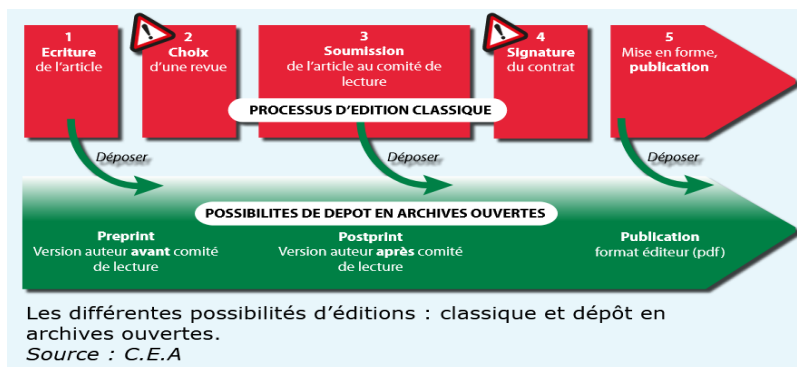 1
Ecriture
de l'article
2
Choix
d'une revue
3
Soumission
de l'article au comité de
lecture
4
Signature
du contrat
5
Mise en forme,
publication
PROCESSUS D'EDITION CLASSIQUE
Déposer
Déposer
Déposer
POSSIBILITES DE DEPOT EN ARCHIVES OUVERTES
Preprint
Version auteur avant comité
de lecture
Postprint
Version auteur après comité
de lecture
Publication
format éditeur (pdf)
Les différentes possibilités d'éditions : classique et dépôt en
archives ouvertes.
Source : C.E.A